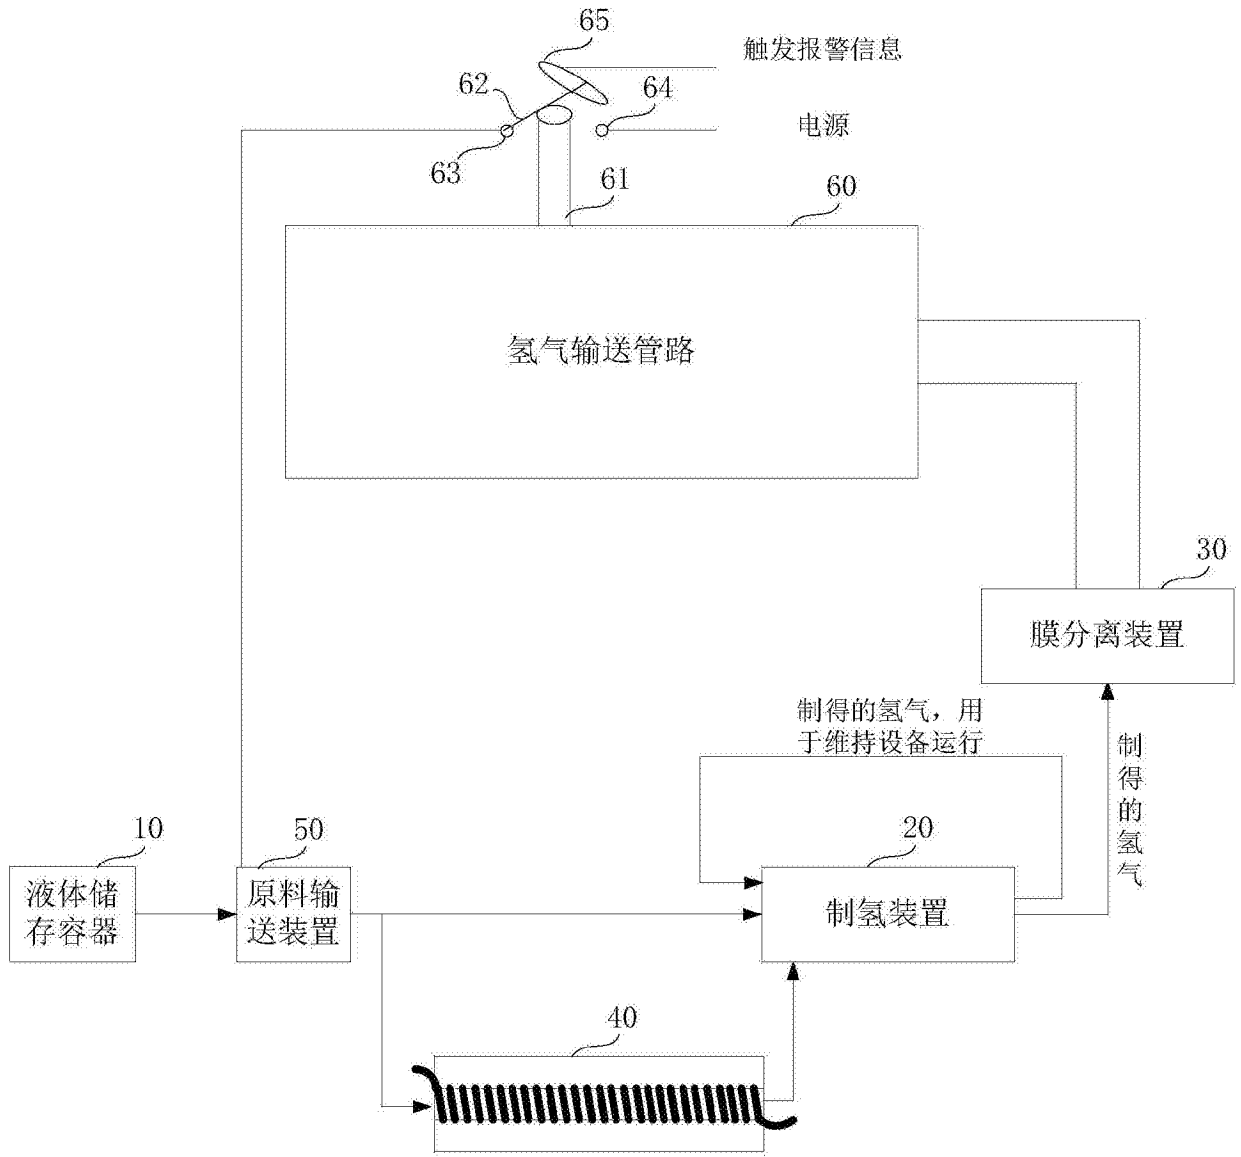 65
触发报警信息
62
64
电源
63
61
60
氢气输送管路
30
膜分离装置
制得的氢气，用
于维持设备运行
制得的氢气
10
50
20
液体储
存容器
原料输
送装置
制氢装置
40